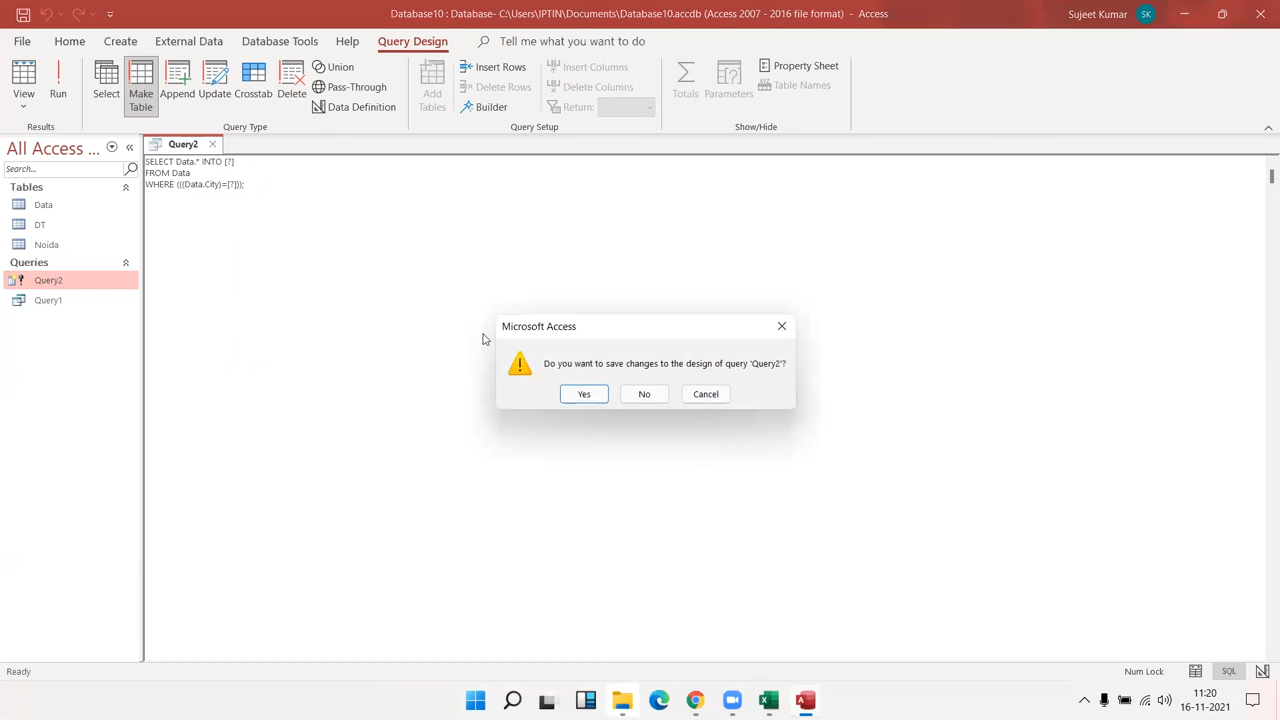 Database10 : Database- C:\Users\IPTIN\Documents\Database10.accdb (Access 2007 - 2016 file format) - Access
Sujeet Kumar
SK
File Home Create External Data Database Tools Help Query Design Tell me what you want to do
View
Run
Select
Make
Table
Append
Update
Crosstab
Delete
Union
Pass-Through
Data Definition
Add
Tables
Insert Rows
Delete Rows
Builder
Insert Columns
Delete Columns
Return:
Totals
Parameters
Property Sheet
Table Names
Results
Query Type
Query Setup
Show/Hide
All Access ...
Search...
Tables
Data
DT
Noida
Queries
Query2
Query1
Query2
SELECT Data.* INTO [?]
FROM Data
WHERE (((Data.City)=[?]));
Microsoft Access
Do you want to save changes to the design of query 'Query2'?
Yes No Cancel
Ready
Num Lock
SQL
11:20
16-11-2021